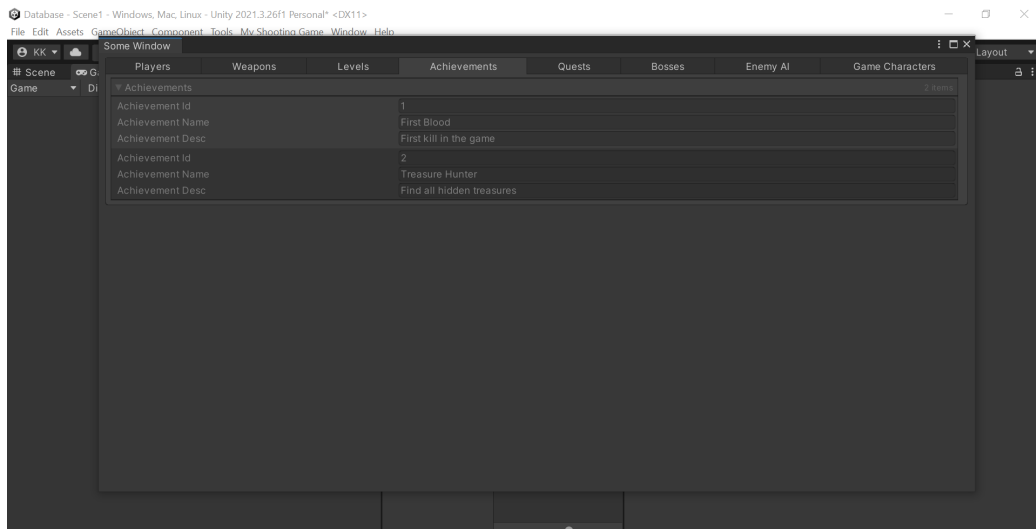 Database - Scene1 - Windows, Mac, Linux - Unity 2021.3.26f1 Personal* <DX11>
File Edit Assets GameObject Component Tools My Shooting Game Window Help
KK Some Window Layout
# Scene G Players Weapons Levels Achievements Quests Bosses Enemy AI Game Characters
Game Di Achievements 2 items
Achievement Id 1
Achievement Name First Blood
Achievement Desc First kill in the game
Achievement Id 2
Achievement Name Treasure Hunter
Achievement Desc Find all hidden treasures